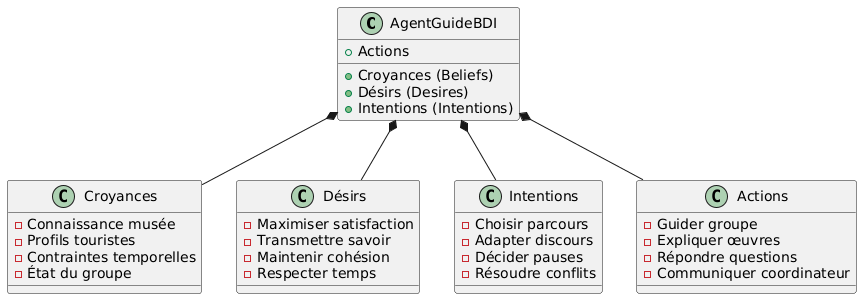 C AgentGuideBDI
Actions
Croyances (Beliefs)
Désirs (Desires)
Intentions (Intentions)
C Croyances
Connaissance musée
Profils touristes
Contraintes temporelles
État du groupe
C Désirs
Maximiser satisfaction
Transmettre savoir
Maintenir cohésion
Respecter temps
C Intentions
Choisir parcours
Adapter discours
Décider pauses
Résoudre conflits
C Actions
Guider groupe
Expliquer œuvres
Répondre questions
Communiquer coordinateur